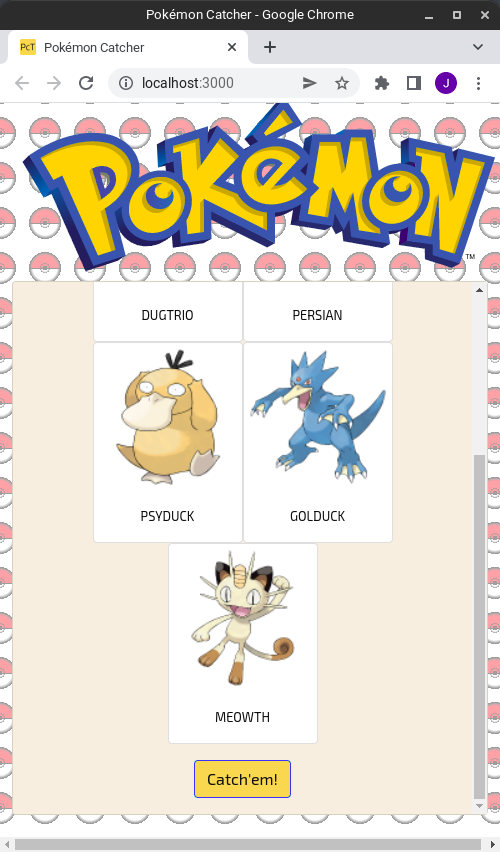 Pokémon Catcher - Google Chrome
PcT Pokémon Catcher
localhost:3000
J
POKéMON
TM
DUGTRIO PERSIAN
PSYDUCK GOLDUCK
MEOWTH
Catch'em!